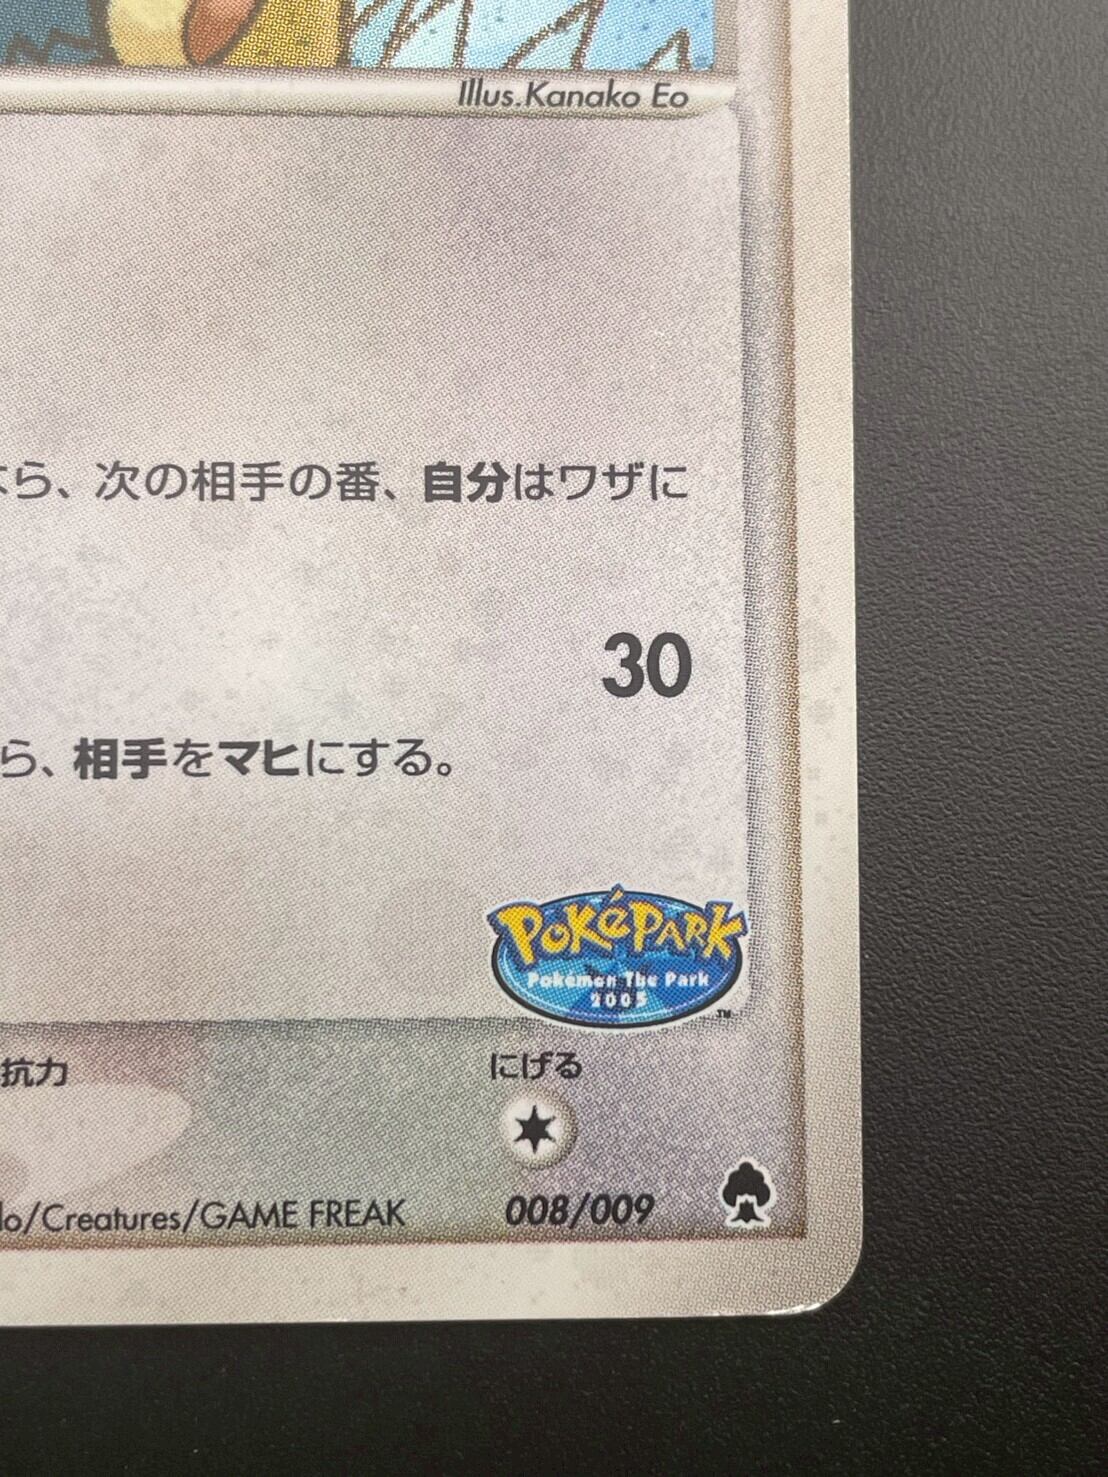 Illus.Kanako Eo
ら、次の相手の番、自分はワザに
30
ら、相手をマヒにする。
POKéPARK
Pokémon The Park
2005
TM
抗力
にげる
/Creatures/GAME FREAK
008/009